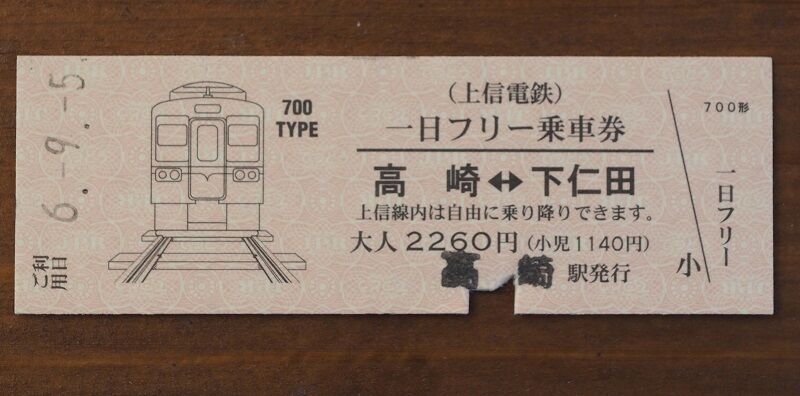 ご利用日
6.-9.-5
700
TYPE
(上信電鉄)
一日フリー乗車券
高崎↔下仁田
上信線内は自由に乗り降りできます。
大人2260円(小児1140円)
高崎駅発行
小
700形
一日フリー